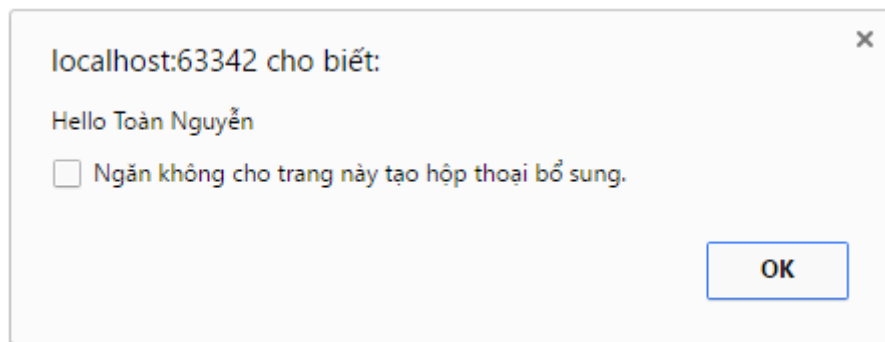 localhost:63342 cho biết:
Hello Toàn Nguyễn
Ngăn không cho trang này tạo hộp thoại bổ sung.
OK